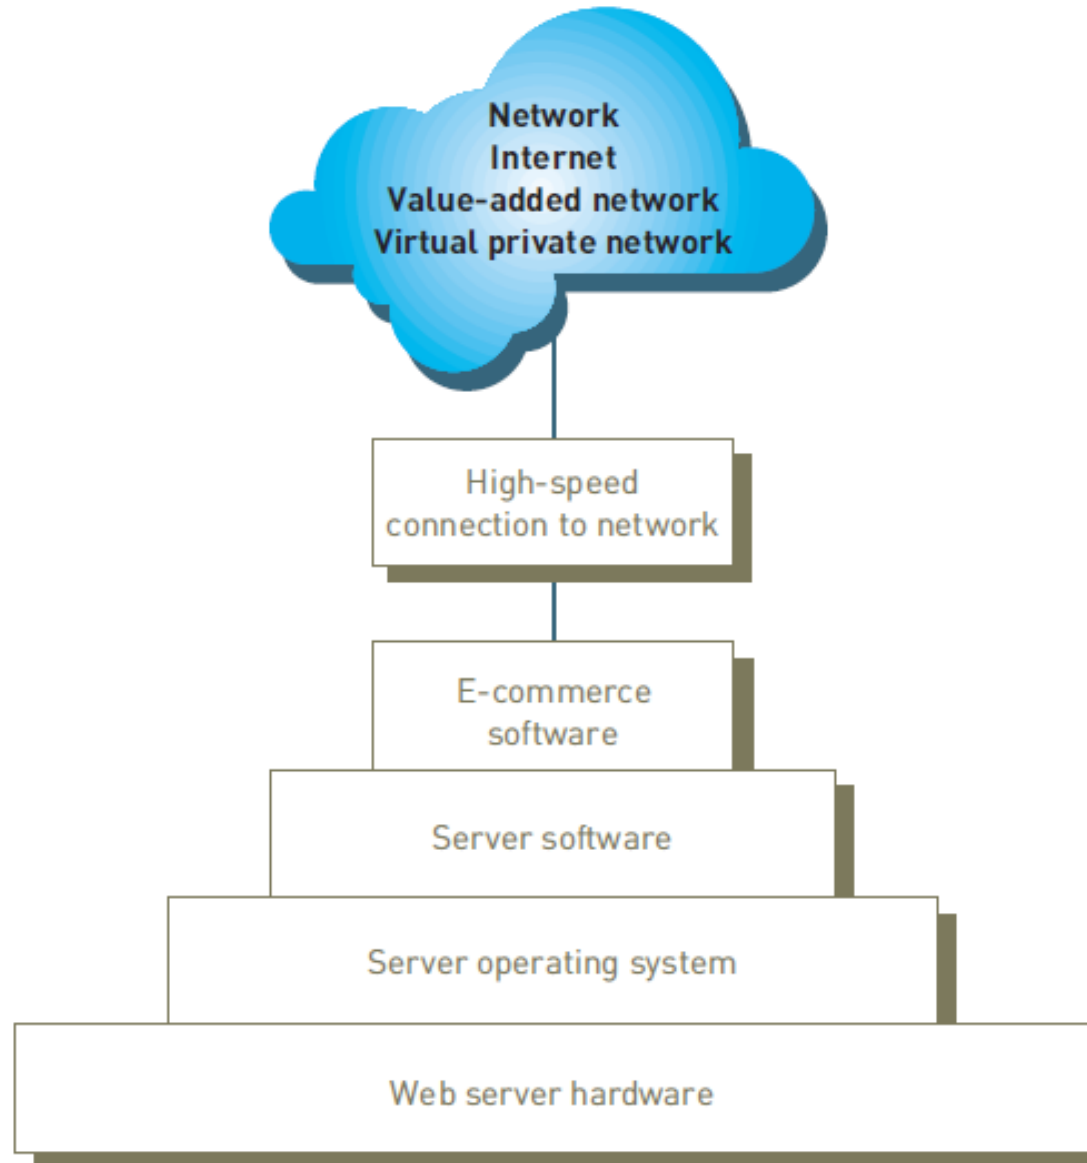 Network
Internet
Value-added network
Virtual private network
High-speed
connection to network
E-commerce
software
Server software
Server operating system
Web server hardware